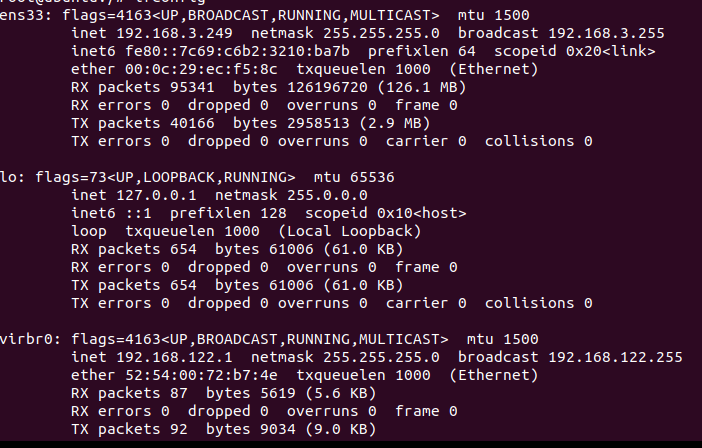 ens33: flags=4163<UP,BROADCAST,RUNNING,MULTICAST>  mtu 1500
        inet 192.168.3.249  netmask 255.255.255.0  broadcast 192.168.3.255
        inet6 fe80::7c69:c6b2:3210:ba7b  prefixlen 64  scopeid 0x20<link>
        ether 00:0c:29:ec:f5:8c  txqueuelen 1000  (Ethernet)
        RX packets 95341  bytes 126196720 (126.1 MB)
        RX errors 0  dropped 0  overruns 0  frame 0
        TX packets 40166  bytes 2958513 (2.9 MB)
        TX errors 0  dropped 0 overruns 0  carrier 0  collisions 0
lo: flags=73<UP,LOOPBACK,RUNNING>  mtu 65536
        inet 127.0.0.1  netmask 255.0.0.0
        inet6 ::1  prefixlen 128  scopeid 0x10<host>
        loop  txqueuelen 1000  (Local Loopback)
        RX packets 654  bytes 61006 (61.0 KB)
        RX errors 0  dropped 0  overruns 0  frame 0
        TX packets 654  bytes 61006 (61.0 KB)
        TX errors 0  dropped 0 overruns 0  carrier 0  collisions 0
virbr0: flags=4163<UP,BROADCAST,RUNNING,MULTICAST>  mtu 1500
        inet 192.168.122.1  netmask 255.255.255.0  broadcast 192.168.122.255
        ether 52:54:00:72:b7:4e  txqueuelen 1000  (Ethernet)
        RX packets 87  bytes 5619 (5.6 KB)
        RX errors 0  dropped 0  overruns 0  frame 0
        TX packets 92  bytes 9034 (9.0 KB)